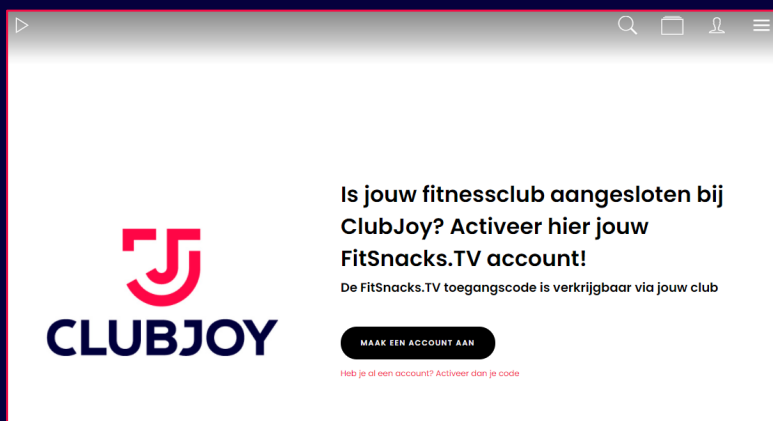 Is jouw fitnessclub aangesloten bij
ClubJoy? Activeer hier jouw
FitSnacks.TV account!
De FitSnacks.TV toegangscode is verkrijgbaar via jouw club
CLUBJOY
MAAK EEN ACCOUNT AAN
Heb je al een account? Activeer dan je code